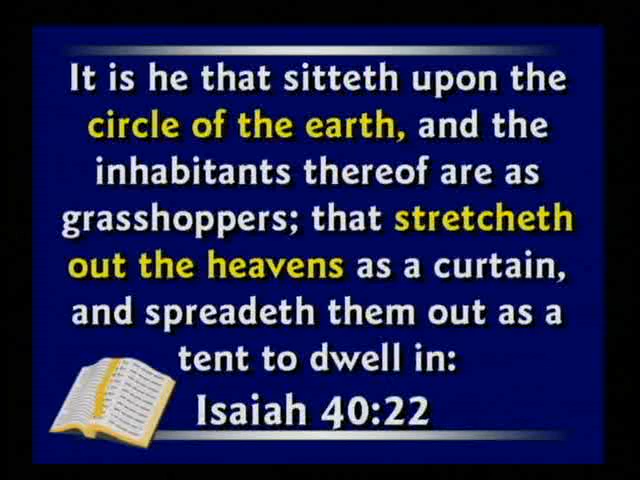 It is he that sitteth upon the
circle of the earth, and the
inhabitants thereof are as
grasshoppers; that stretcheth
out the heavens as a curtain,
and spreadeth them out as a
tent to dwell in:
Isaiah 40:22